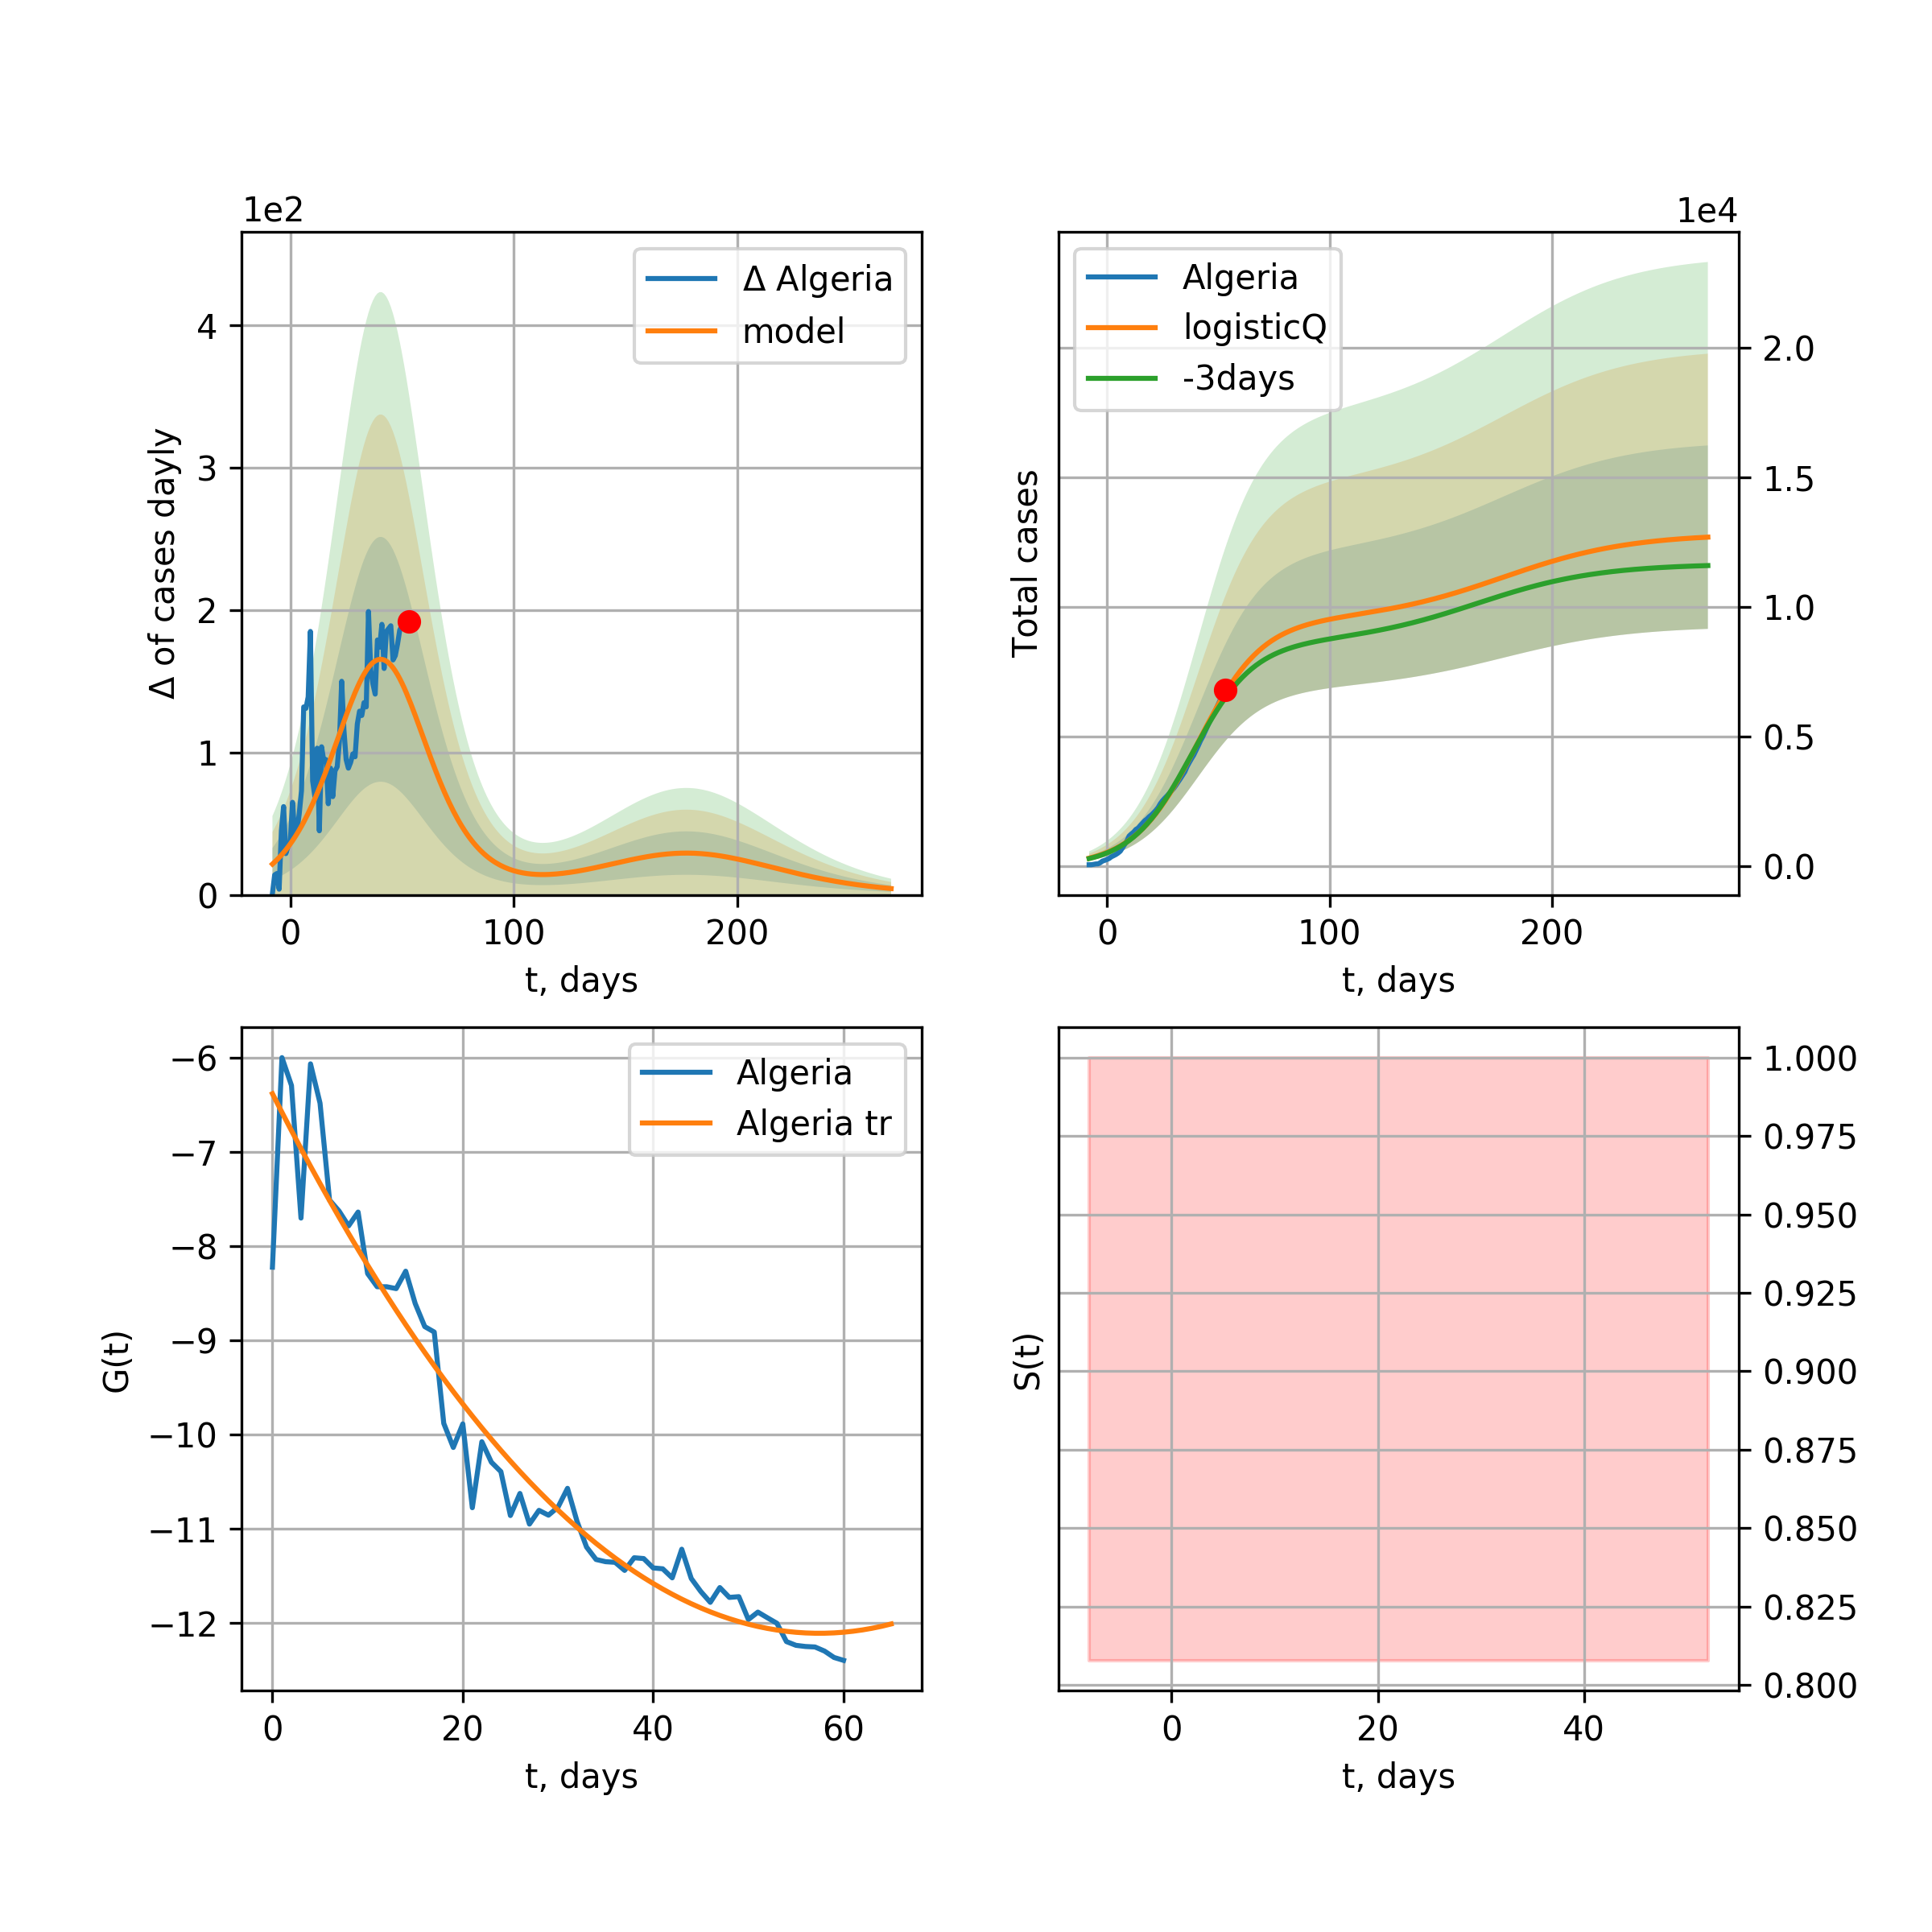 1e2
Δ of cases dayly
4
3
2
1
0
Δ Algeria
model
0 100 200
t, days
1e4
Total cases
Algeria
logisticQ
-3days
2.0
1.5
1.0
0.5
0.0
0 100 200
t, days
G(t)
−6
−7
−8
−9
−10
−11
−12
Algeria
Algeria tr
0 20 40 60
t, days
S(t)
1.000
0.975
0.950
0.925
0.900
0.875
0.850
0.825
0.800
0 20 40
t, days